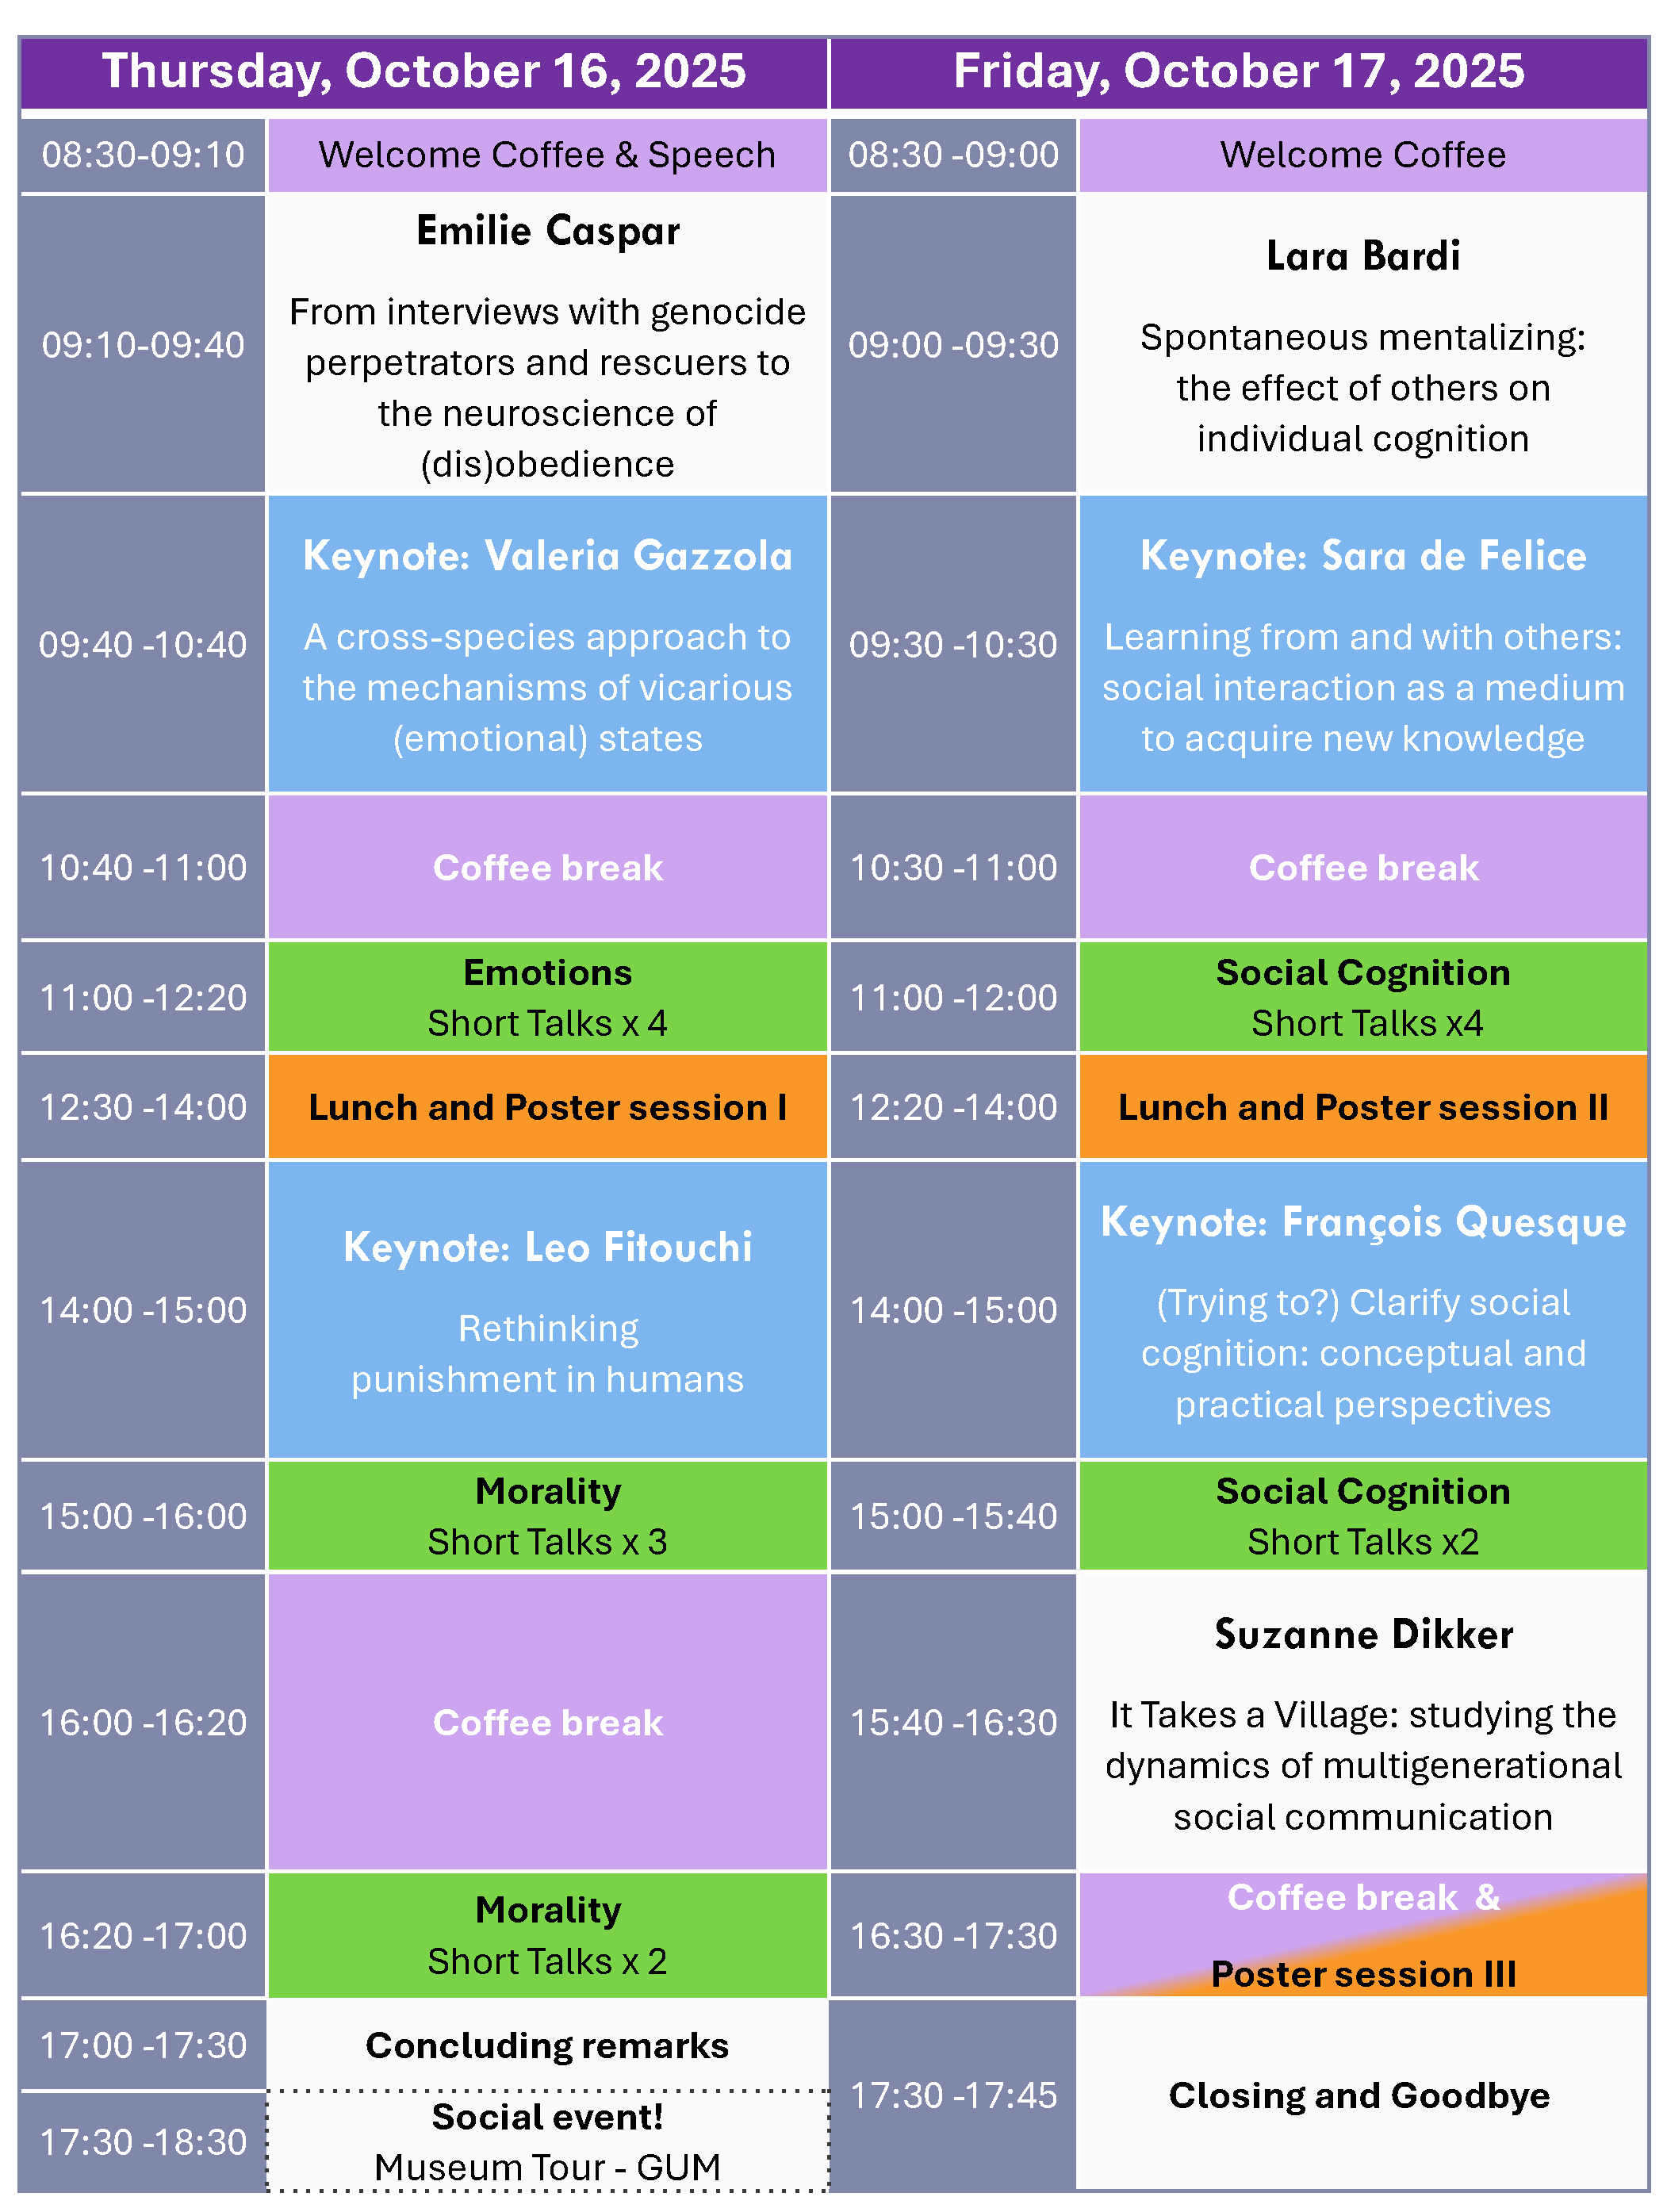 Thursday, October 16, 2025
Friday, October 17, 2025
08:30-09:10
Welcome Coffee & Speech
08:30 -09:00
Welcome Coffee
09:10-09:40
Emilie Caspar
From interviews with genocide
perpetrators and rescuers to
the neuroscience of
(dis)obedience
09:00 -09:30
Lara Bardi
Spontaneous mentalizing:
the effect of others on
individual cognition
09:40 -10:40
Keynote: Valeria Gazzola
A cross-species approach to
the mechanisms of vicarious
(emotional) states
09:30 -10:30
Keynote: Sara de Felice
Learning from and with others:
social interaction as a medium
to acquire new knowledge
10:40 -11:00
Coffee break
10:30 -11:00
Coffee break
11:00 -12:20
Emotions
Short Talks x 4
11:00 -12:00
Social Cognition
Short Talks x4
12:30 -14:00
Lunch and Poster session I
12:20 -14:00
Lunch and Poster session II
14:00 -15:00
Keynote: Leo Fitouchi
Rethinking
punishment in humans
14:00 -15:00
Keynote: François Quesque
(Trying to?) Clarify social
cognition: conceptual and
practical perspectives
15:00 -16:00
Morality
Short Talks x 3
15:00 -15:40
Social Cognition
Short Talks x2
16:00 -16:20
Coffee break
15:40 -16:30
Suzanne Dikker
It Takes a Village: studying the
dynamics of multigenerational
social communication
16:20 -17:00
Morality
Short Talks x 2
16:30 -17:30
Coffee break &
Poster session III
17:00 -17:30
Concluding remarks
17:30 -17:45
Closing and Goodbye
17:30 -18:30
Social event!
Museum Tour - GUM